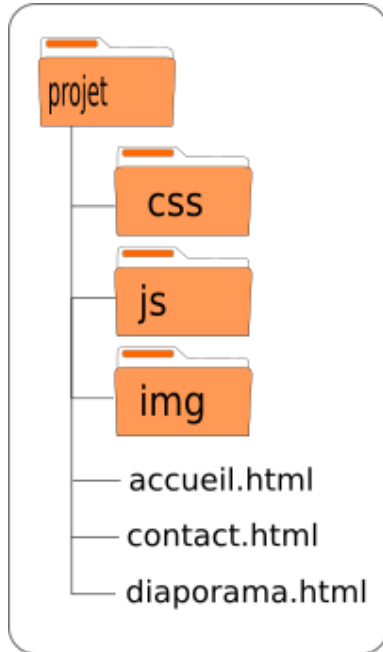 projet
css
js
img
accueil.html
contact.html
diaporama.html